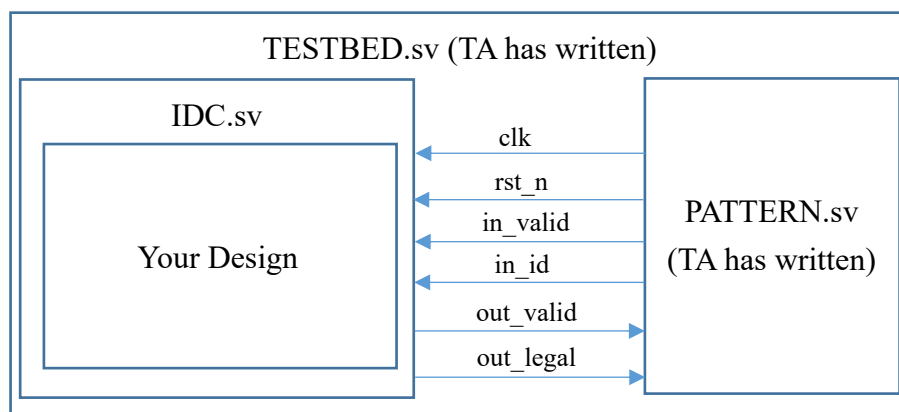 TESTBED.sv (TA has written)
IDC.sv
Your Design
clk
rst_n
in_valid
in_id
out_valid
out_legal
PATTERN.sv
(TA has written)